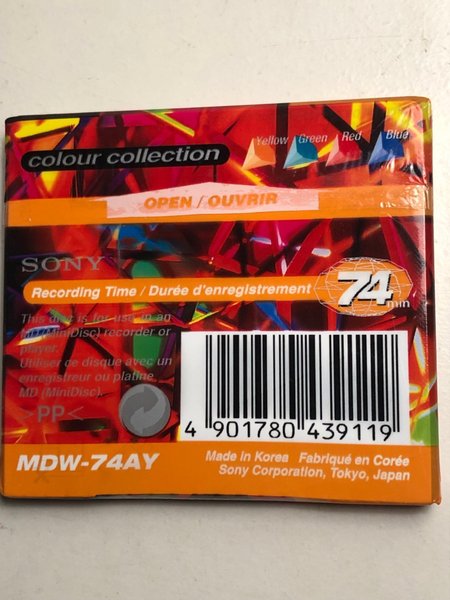 Yellow Green Red Blue
colour collection
OPEN / OUVRIR
SONY
Recording Time / Durée d'enregistrement 74 min
This disc is for use in an
MD (MiniDisc) recorder or
player.
Utiliser ce disque avec un
enregistreur ou platine
MD (MiniDisc).
>PP<
4 901780 439119
MDW-74AY
Made in Korea Fabriqué en Corée
Sony Corporation, Tokyo, Japan